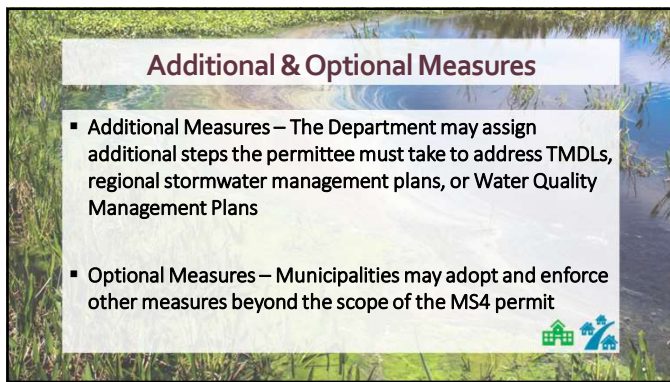 Additional & Optional Measures
▪ Additional Measures – The Department may assign
additional steps the permittee must take to address TMDLs,
regional stormwater management plans, or Water Quality
Management Plans
▪ Optional Measures – Municipalities may adopt and enforce
other measures beyond the scope of the MS4 permit